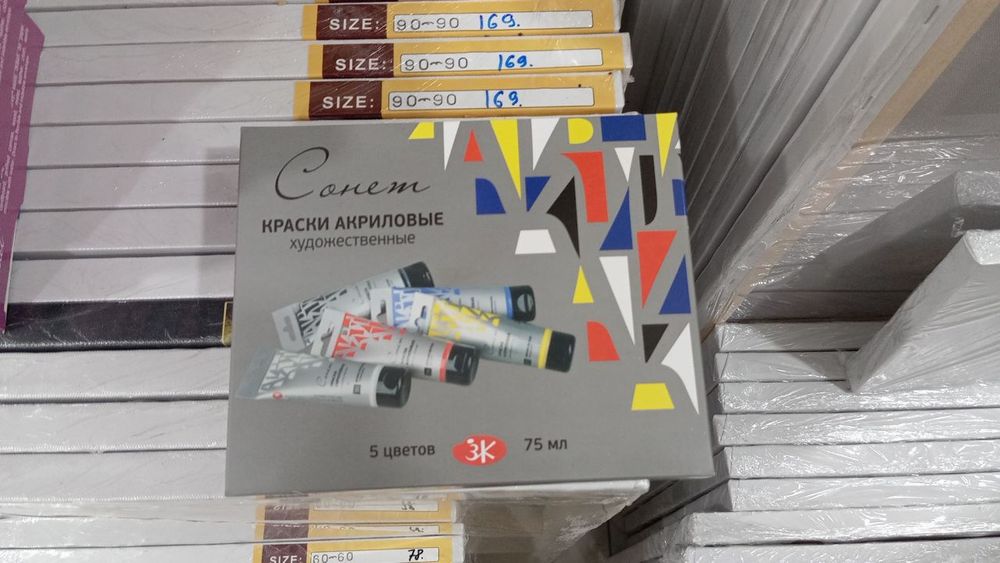 SIZE: 90-90 169.
SIZE: 90-90 169.
SIZE: 90-90 169.
Сонет
КРАСКИ АКРИЛОВЫЕ
художественные
Сонет
5 цветов
ЗК
75 мл
SIZE: 60-60 78.